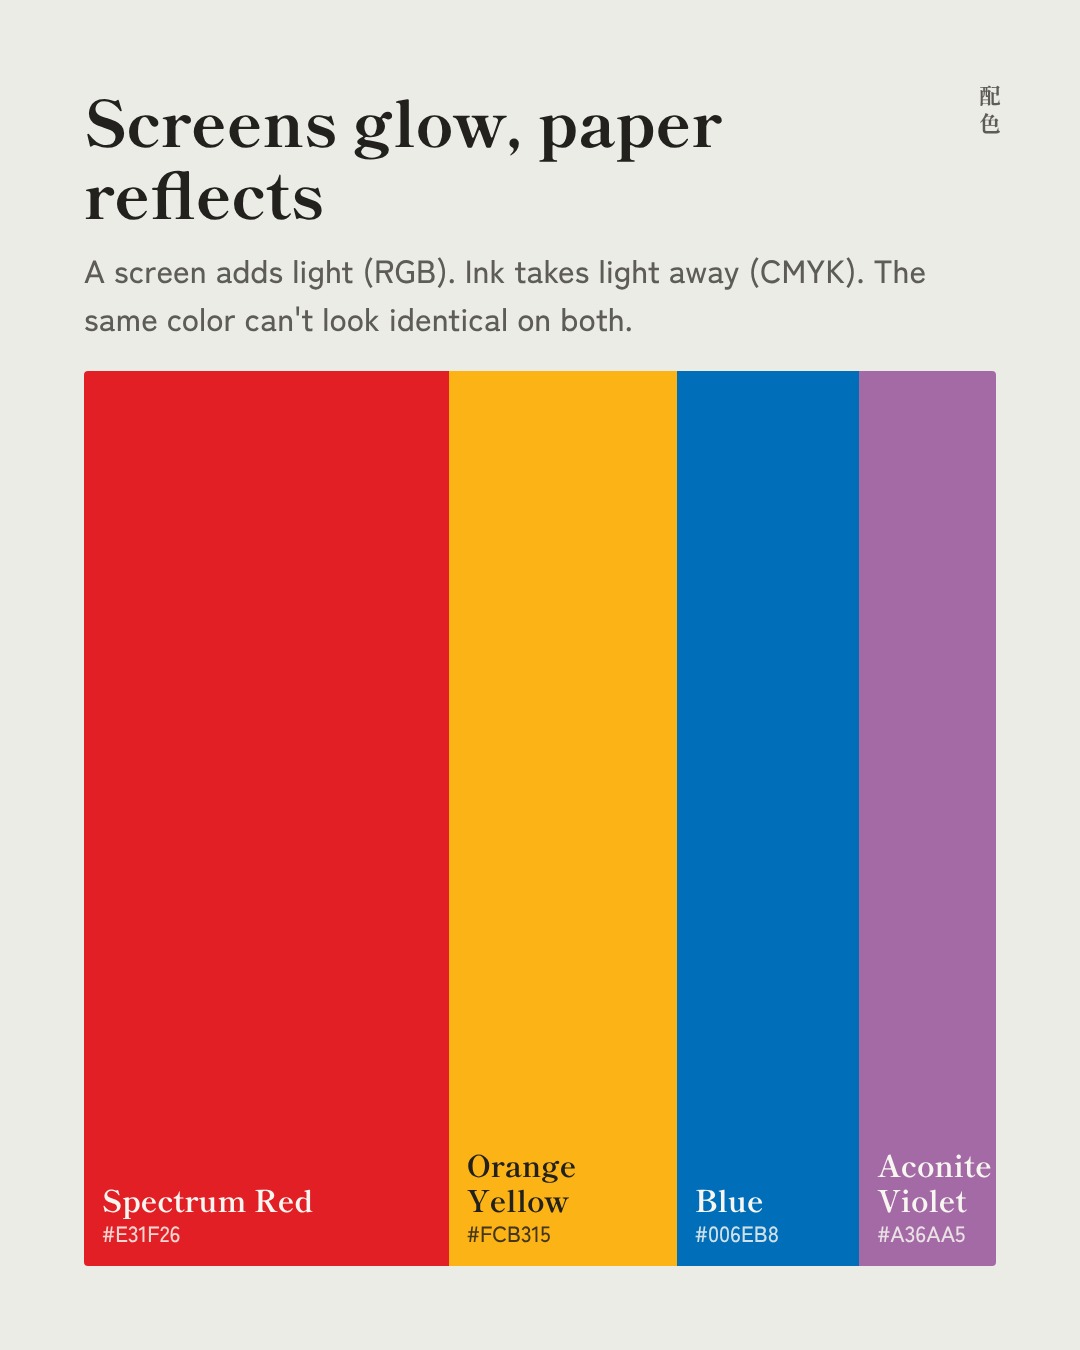 Screens glow, paper
reflects
配色
A screen adds light (RGB). Ink takes light away (CMYK). The
same color can't look identical on both.
Spectrum Red
#E31F26
Orange
Yellow
#FCB315
Blue
#006EB8
Aconite
Violet
#A36AA5